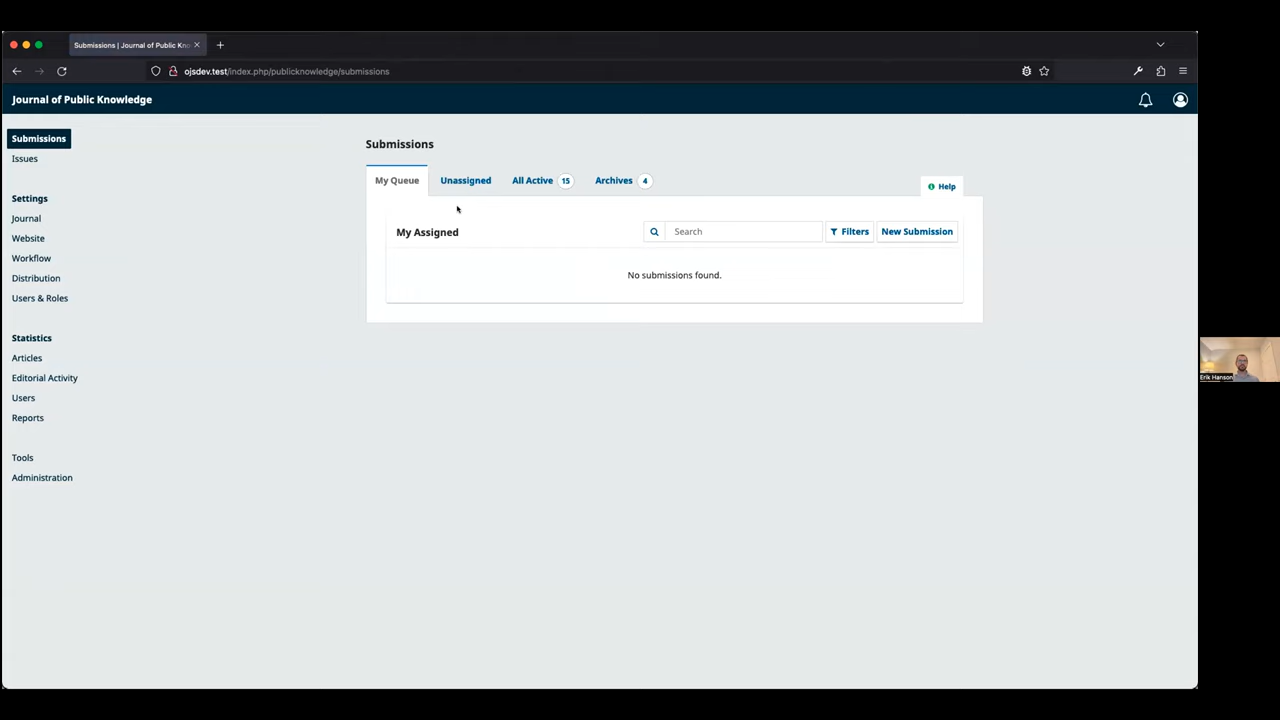 Submissions | Journal of Public Kno
ojsdev.test/index.php/publicknowledge/submissions
Journal of Public Knowledge
Submissions
Issues
Settings
Journal
Website
Workflow
Distribution
Users & Roles
Statistics
Articles
Editorial Activity
Users
Reports
Tools
Administration
Submissions
My Queue
Unassigned
All Active 15
Archives 4
Help
My Assigned
Search
Filters
New Submission
No submissions found.
Erik Hanson